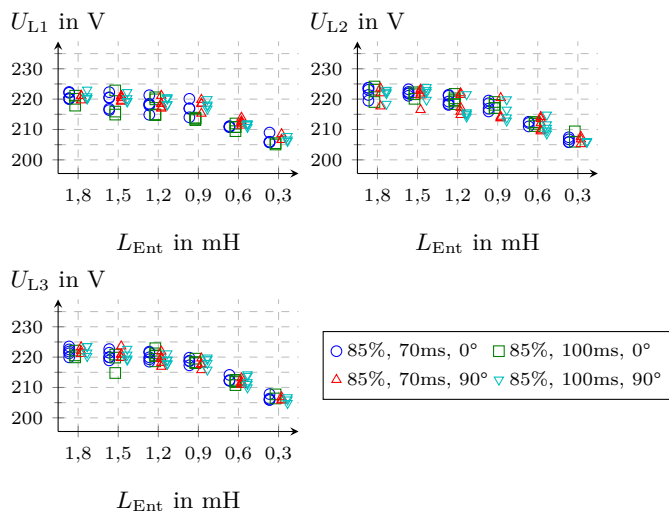 U_L1 in V
230
220
210
200
1,8 1,5 1,2 0,9 0,6 0,3
L_Ent in mH
U_L2 in V
230
220
210
200
1,8 1,5 1,2 0,9 0,6 0,3
L_Ent in mH
U_L3 in V
230
220
210
200
1,8 1,5 1,2 0,9 0,6 0,3
L_Ent in mH
85%, 70ms, 0° 85%, 100ms, 0°
85%, 70ms, 90° 85%, 100ms, 90°